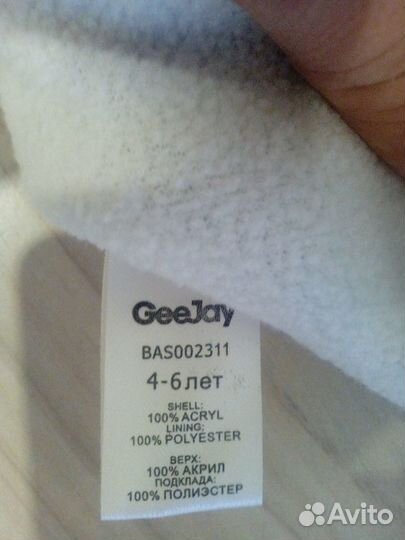 GeeJay
BAS002311
4-6 лет
SHELL:
100% ACRYL
LINING:
100% POLYESTER
ВЕРХ:
100% АКРИЛ
ПОДКЛАДА:
100% ПОЛИЭСТЕР
Avito